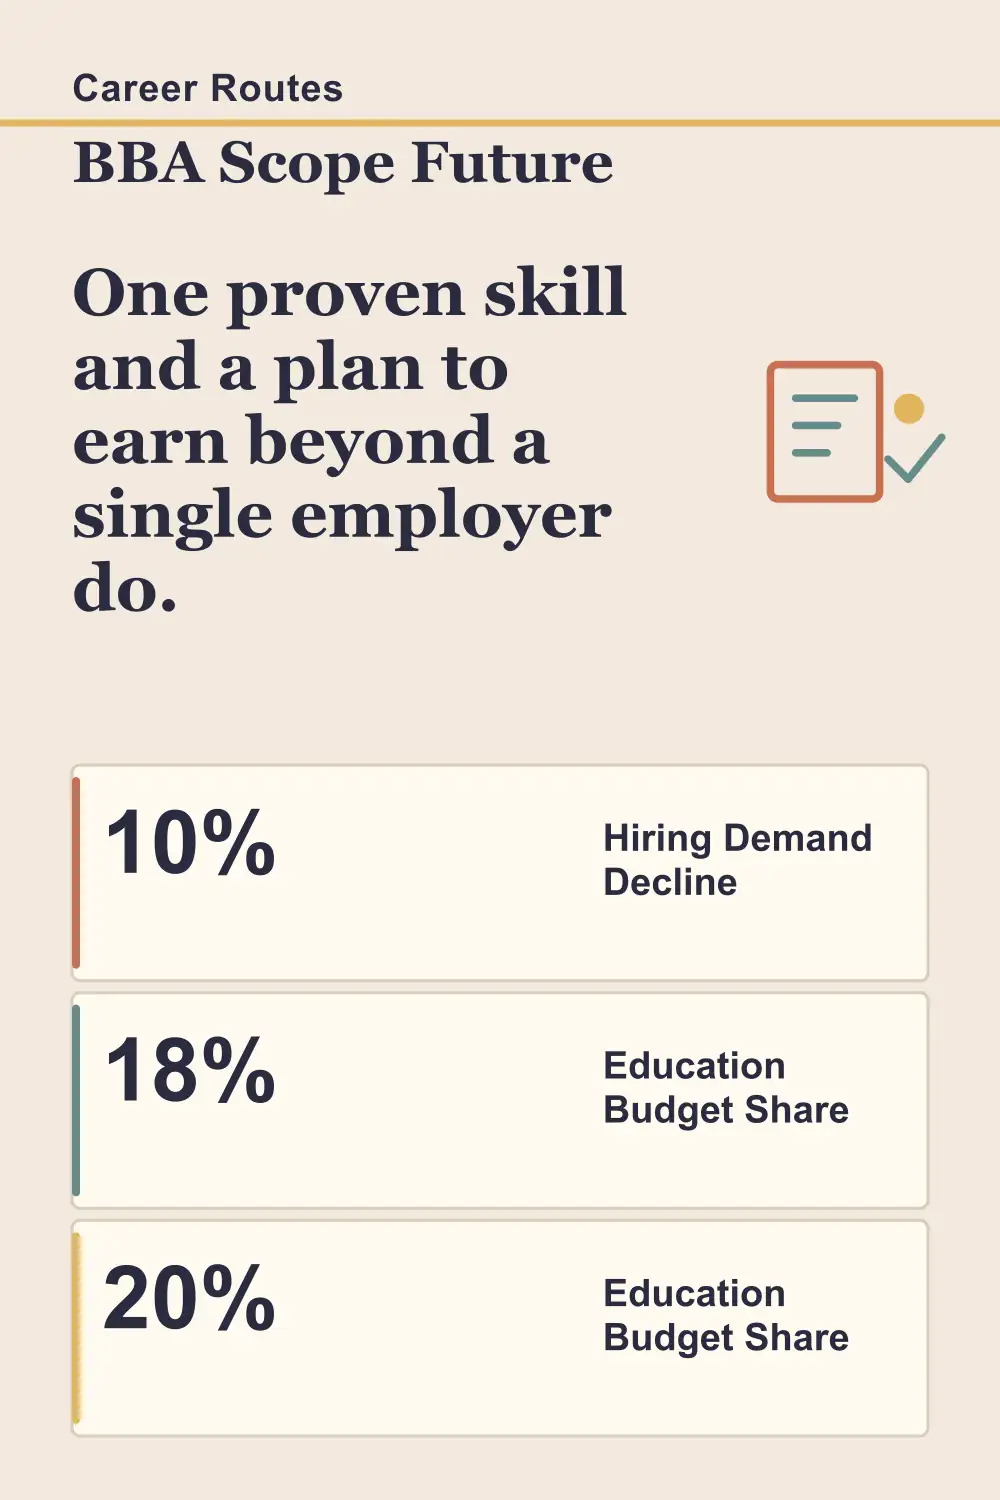 Career Routes
BBA Scope Future
One proven skill
and a plan to
earn beyond a
single employer
do.
10%
Hiring Demand
Decline
18%
Education
Budget Share
20%
Education
Budget Share